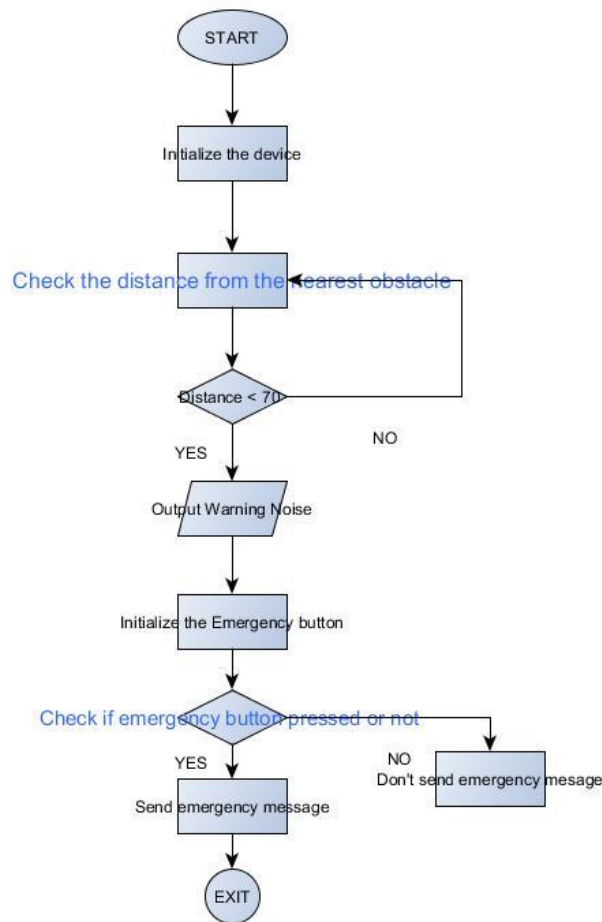 START
Initialize the device
Check the distance from the nearest obstacle
Distance < 70
NO
YES
Output Warning Noise
Initialize the Emergency button
Check if emergency button pressed or not
YES
NO
Don't send emergency mesage
Send emergency message
EXIT